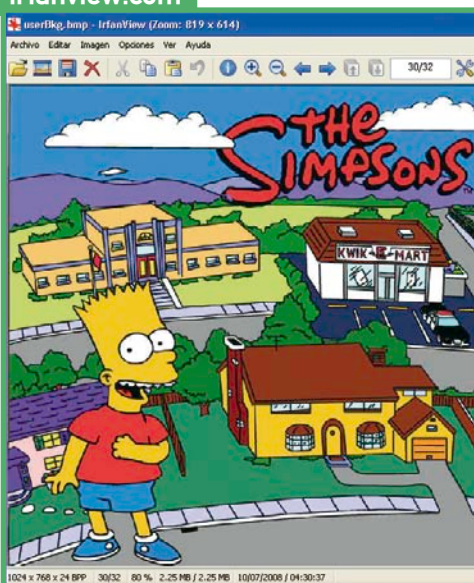 irfanview.com
userBkg.bmp - IrfanView (Zoom: 819 x 614)
Archivo Editar Imagen Opciones Ver Ayuda
30/32
THE
SIMPSONS
TM
KWIK-E-MART
1024 x 768 x 24 BPP 30/32 80 % 2.25 MB / 2.25 MB 10/07/2008 / 04:30:37